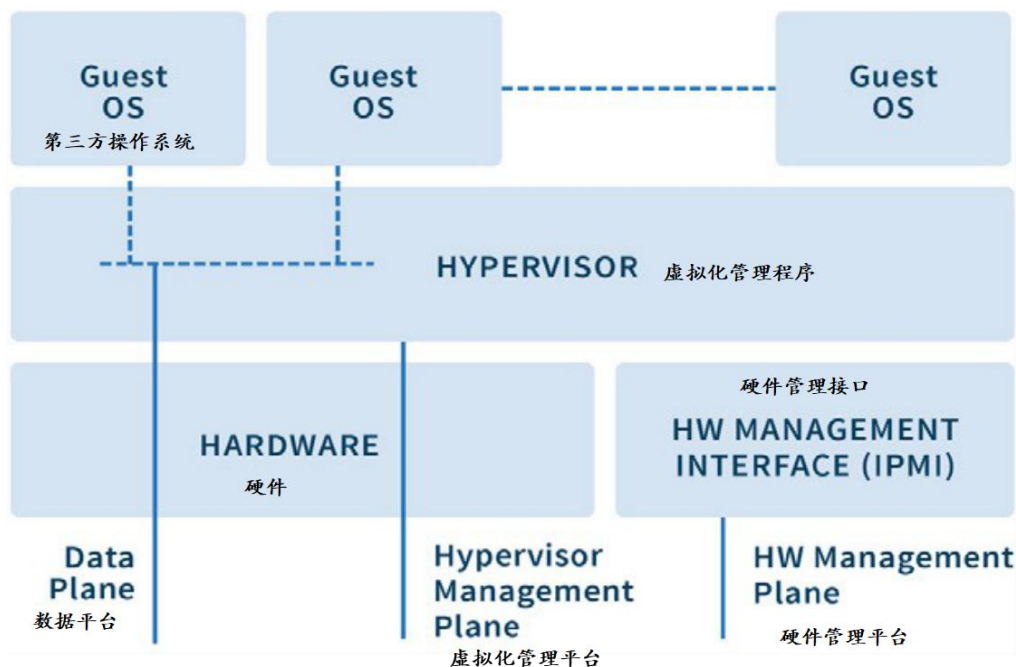 Guest
OS
第三方操作系统
Guest
OS
Guest
OS
HYPERVISOR 虚拟化管理程序
HARDWARE
硬件
硬件管理接口
HW MANAGEMENT
INTERFACE (IPMI)
Data
Plane
数据平台
Hypervisor
Management
Plane
虚拟化管理平台
HW Management
Plane
硬件管理平台